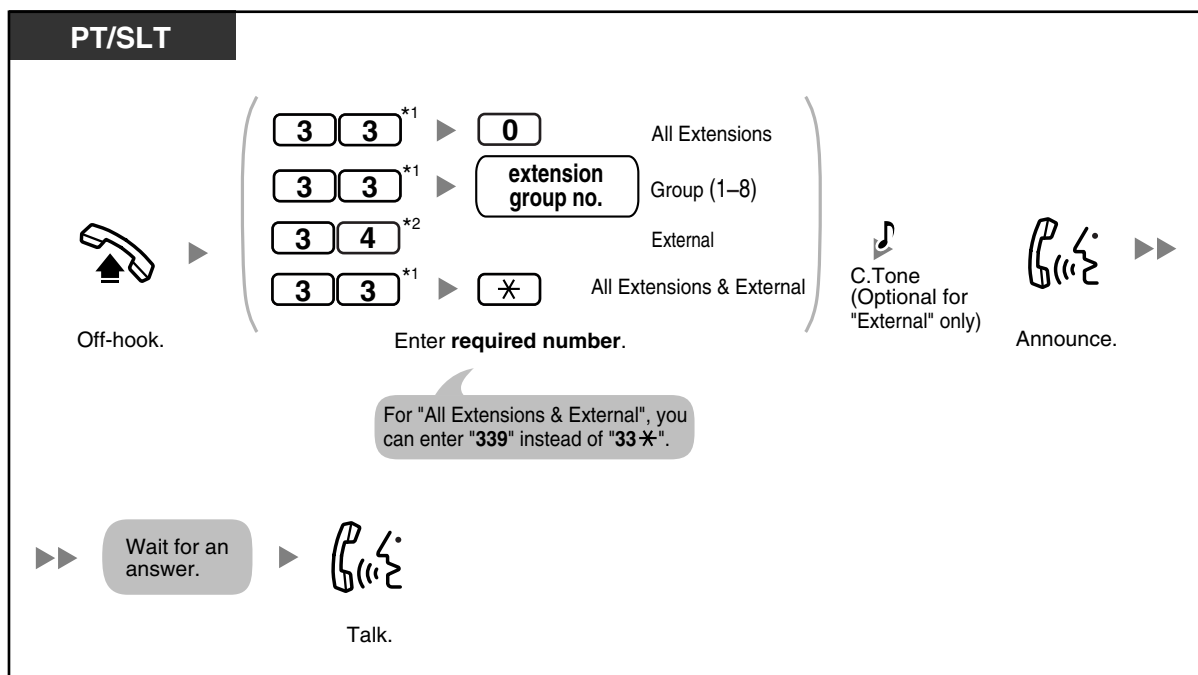 PT/SLT
3 3 *1 0 All Extensions
3 3 *1 extension group no. Group (1–8)
3 4 *2 External
3 3 *1 ✳ All Extensions & External
C.Tone
(Optional for
"External" only)
Off-hook.
Enter required number.
Announce.
For "All Extensions & External", you
can enter "339" instead of "33✳".
Wait for an
answer.
Talk.